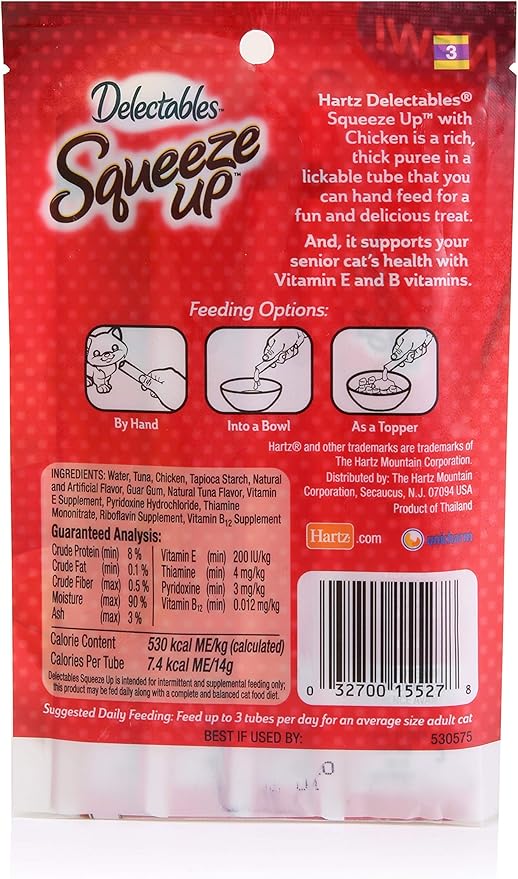 3
Delectables™
Squeeze
UP™
Hartz Delectables®
Squeeze Up™ with
Chicken is a rich,
thick puree in a
lickable tube that you
can hand feed for a
fun and delicious treat.
And, it supports your
senior cat's health with
Vitamin E and B vitamins.
Feeding Options:
By Hand
Into a Bowl
As a Topper
Hartz® and other trademarks are trademarks of
The Hartz Mountain Corporation.
Distributed by: The Hartz Mountain
Corporation, Secaucus, N.J. 07094 USA
Product of Thailand
INGREDIENTS: Water, Tuna, Chicken, Tapioca Starch, Natural
and Artificial Flavor, Guar Gum, Natural Tuna Flavor, Vitamin
E Supplement, Pyridoxine Hydrochloride, Thiamine
Mononitrate, Riboflavin Supplement, Vitamin B12 Supplement
Guaranteed Analysis:
Crude Protein (min) 8 % Vitamin E (min) 200 IU/kg
Crude Fat (min) 0.1 % Thiamine (min) 4 mg/kg
Crude Fiber (max) 0.5 % Pyridoxine (min) 3 mg/kg
Moisture (max) 90 % Vitamin B12 (min) 0.012 mg/kg
Ash (max) 3 %
Calorie Content 530 kcal ME/kg (calculated)
Calories Per Tube 7.4 kcal ME/14g
Delectables Squeeze Up is intended for intermittent and supplemental feeding only;
this product may be fed daily along with a complete and balanced cat food diet.
Hartz®.com
unicharm
0 32700 15527 8
Suggested Daily Feeding: Feed up to 3 tubes per day for an average size adult cat
BEST IF USED BY:
530575